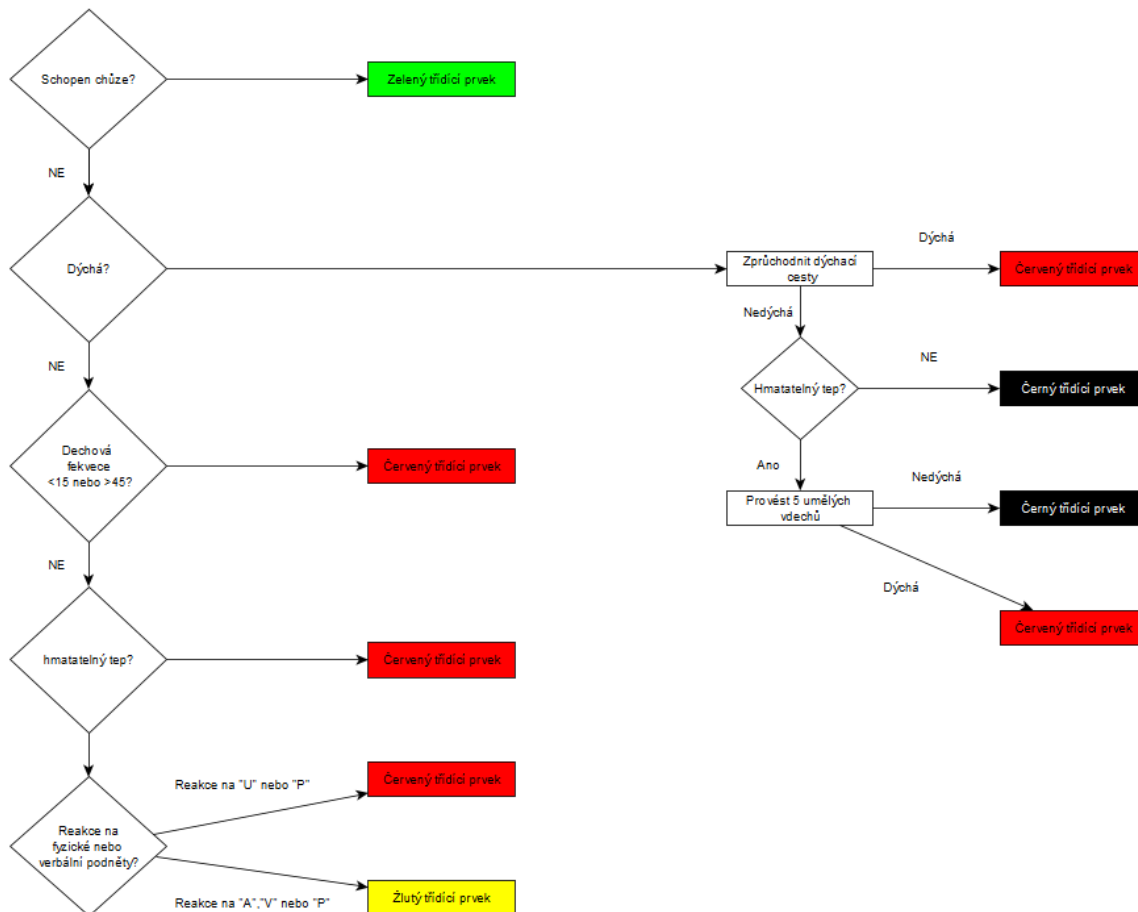 Schopen chůze?
Zelený třídící prvek
NE
Dýchá?
Zprůchodnit dýchací
cesty
Dýchá
Červený třídící prvek
Nedýchá
NE
Hmatatelný tep?
NE
Černý třídící prvek
Dechová
fekvece
<15 nebo >45?
Červený třídící prvek
Ano
Provést 5 umělých
vdechů
Nedýchá
Černý třídící prvek
NE
Dýchá
Červený třídící prvek
hmatatelný tep?
Červený třídící prvek
Reakce na
fyzické nebo
verbální podněty?
Reakce na "U" nebo "P"
Červený třídící prvek
Reakce na "A","V" nebo "P"
Žlutý třídící prvek